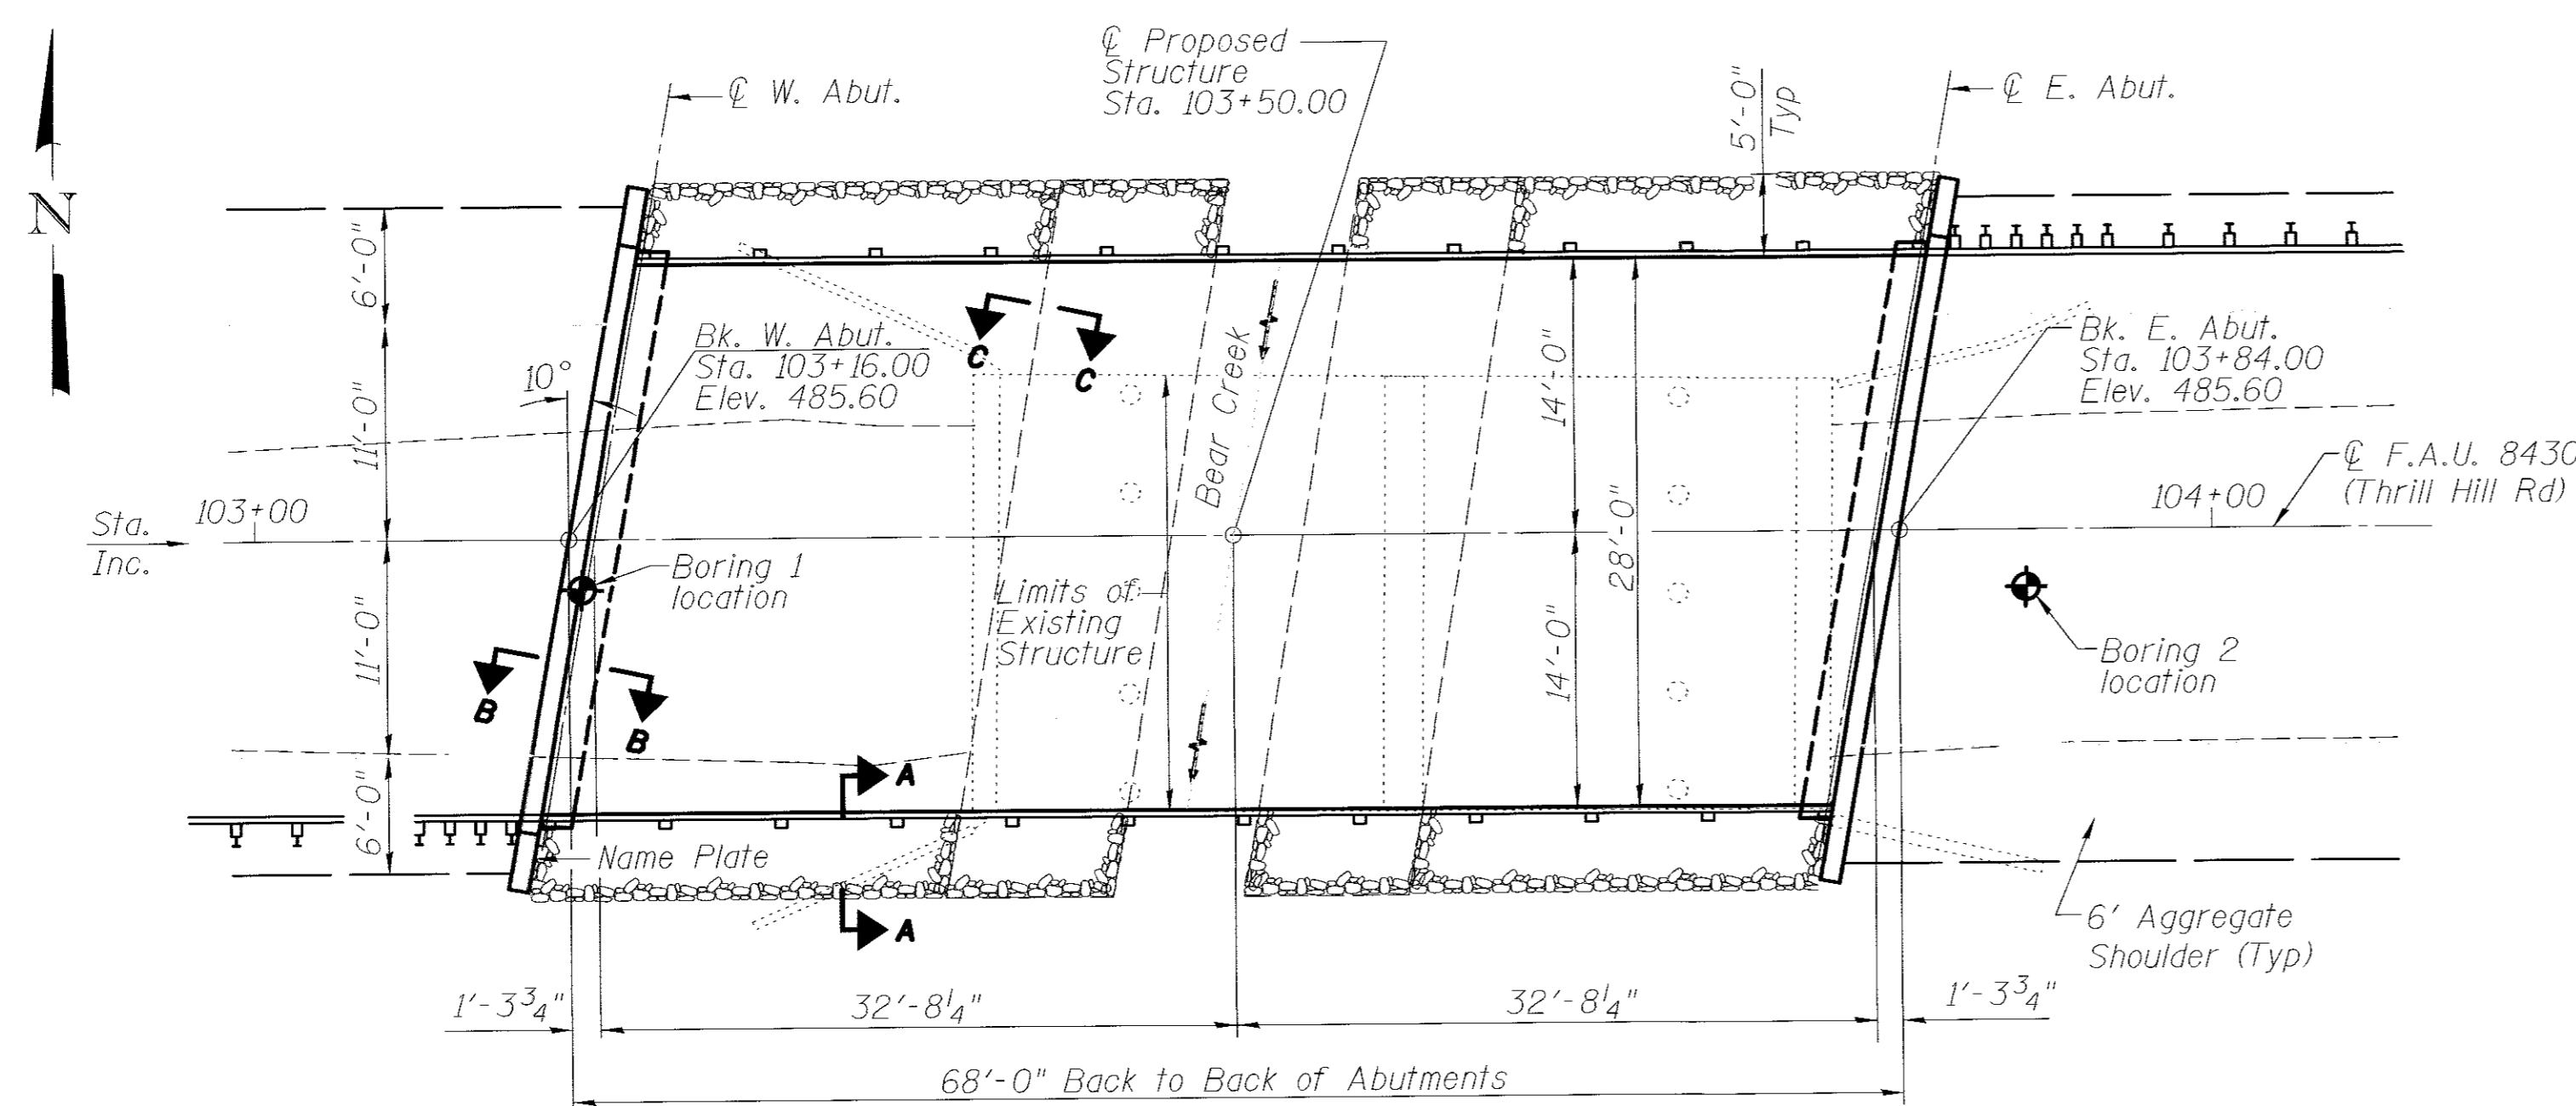 ℄ Proposed
Structure
Sta. 103+50.00
℄ W. Abut.
5'-0"
Typ
℄ E. Abut.
N
6'-0"
11'-0"
11'-0"
6'-0"
10°
Bk. W. Abut.
Sta. 103+16.00
Elev. 485.60
C
C
Bear Creek
14'-0"
14'-0"
28'-0"
Bk. E. Abut.
Sta. 103+84.00
Elev. 485.60
℄ F.A.U. 8430
(Thrill Hill Rd)
Sta.
Inc.
103+00
104+00
Boring 1
location
Limits of
Existing
Structure
Boring 2
location
B
B
A
A
Name Plate
6' Aggregate
Shoulder (Typ)
1'-3¾"
32'-8¼"
32'-8¼"
1'-3¾"
68'-0" Back to Back of Abutments